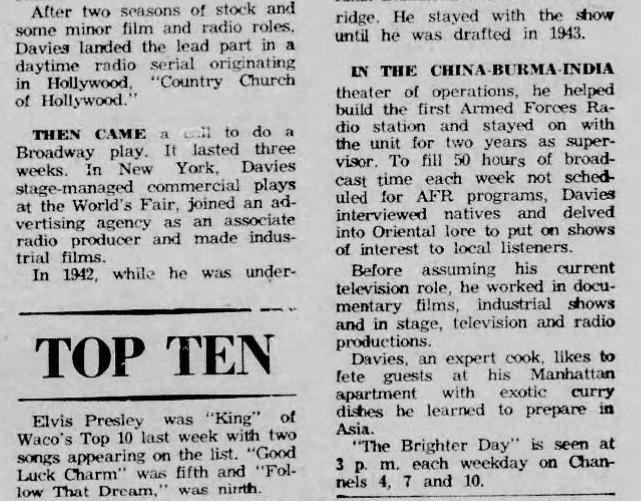 After two seasons of stock and
some minor film and radio roles,
Davies landed the lead part in a
daytime radio serial originating
in Hollywood, "Country Church
of Hollywood."
THEN CAME a call to do a
Broadway play. It lasted three
weeks. In New York, Davies
stage-managed commercial plays
at the World's Fair, joined an ad-
vertising agency as an associate
radio producer and made indus-
trial films.
In 1942, while he was under-
TOP TEN
Elvis Presley was "King" of
Waco's Top 10 last week with two
songs appearing on the list. "Good
Luck Charm" was fifth and "Fol-
low That Dream," was ninth.
ridge. He stayed with the show
until he was drafted in 1943.
IN THE CHINA-BURMA-INDIA
theater of operations, he helped
build the first Armed Forces Ra-
dio station and stayed on with
the unit for two years as super-
visor. To fill 50 hours of broad-
cast time each week not sched-
uled for AFR programs, Davies
interviewed natives and delved
into Oriental lore to put on shows
of interest to local listeners.
Before assuming his current
television role, he worked in docu-
mentary films, industrial shows
and in stage, television and radio
productions.
Davies, an expert cook, likes to
fete guests at his Manhattan
apartment with exotic curry
dishes he learned to prepare in
Asia.
"The Brighter Day" is seen at
3 p. m. each weekday on Chan-
nels 4, 7 and 10.